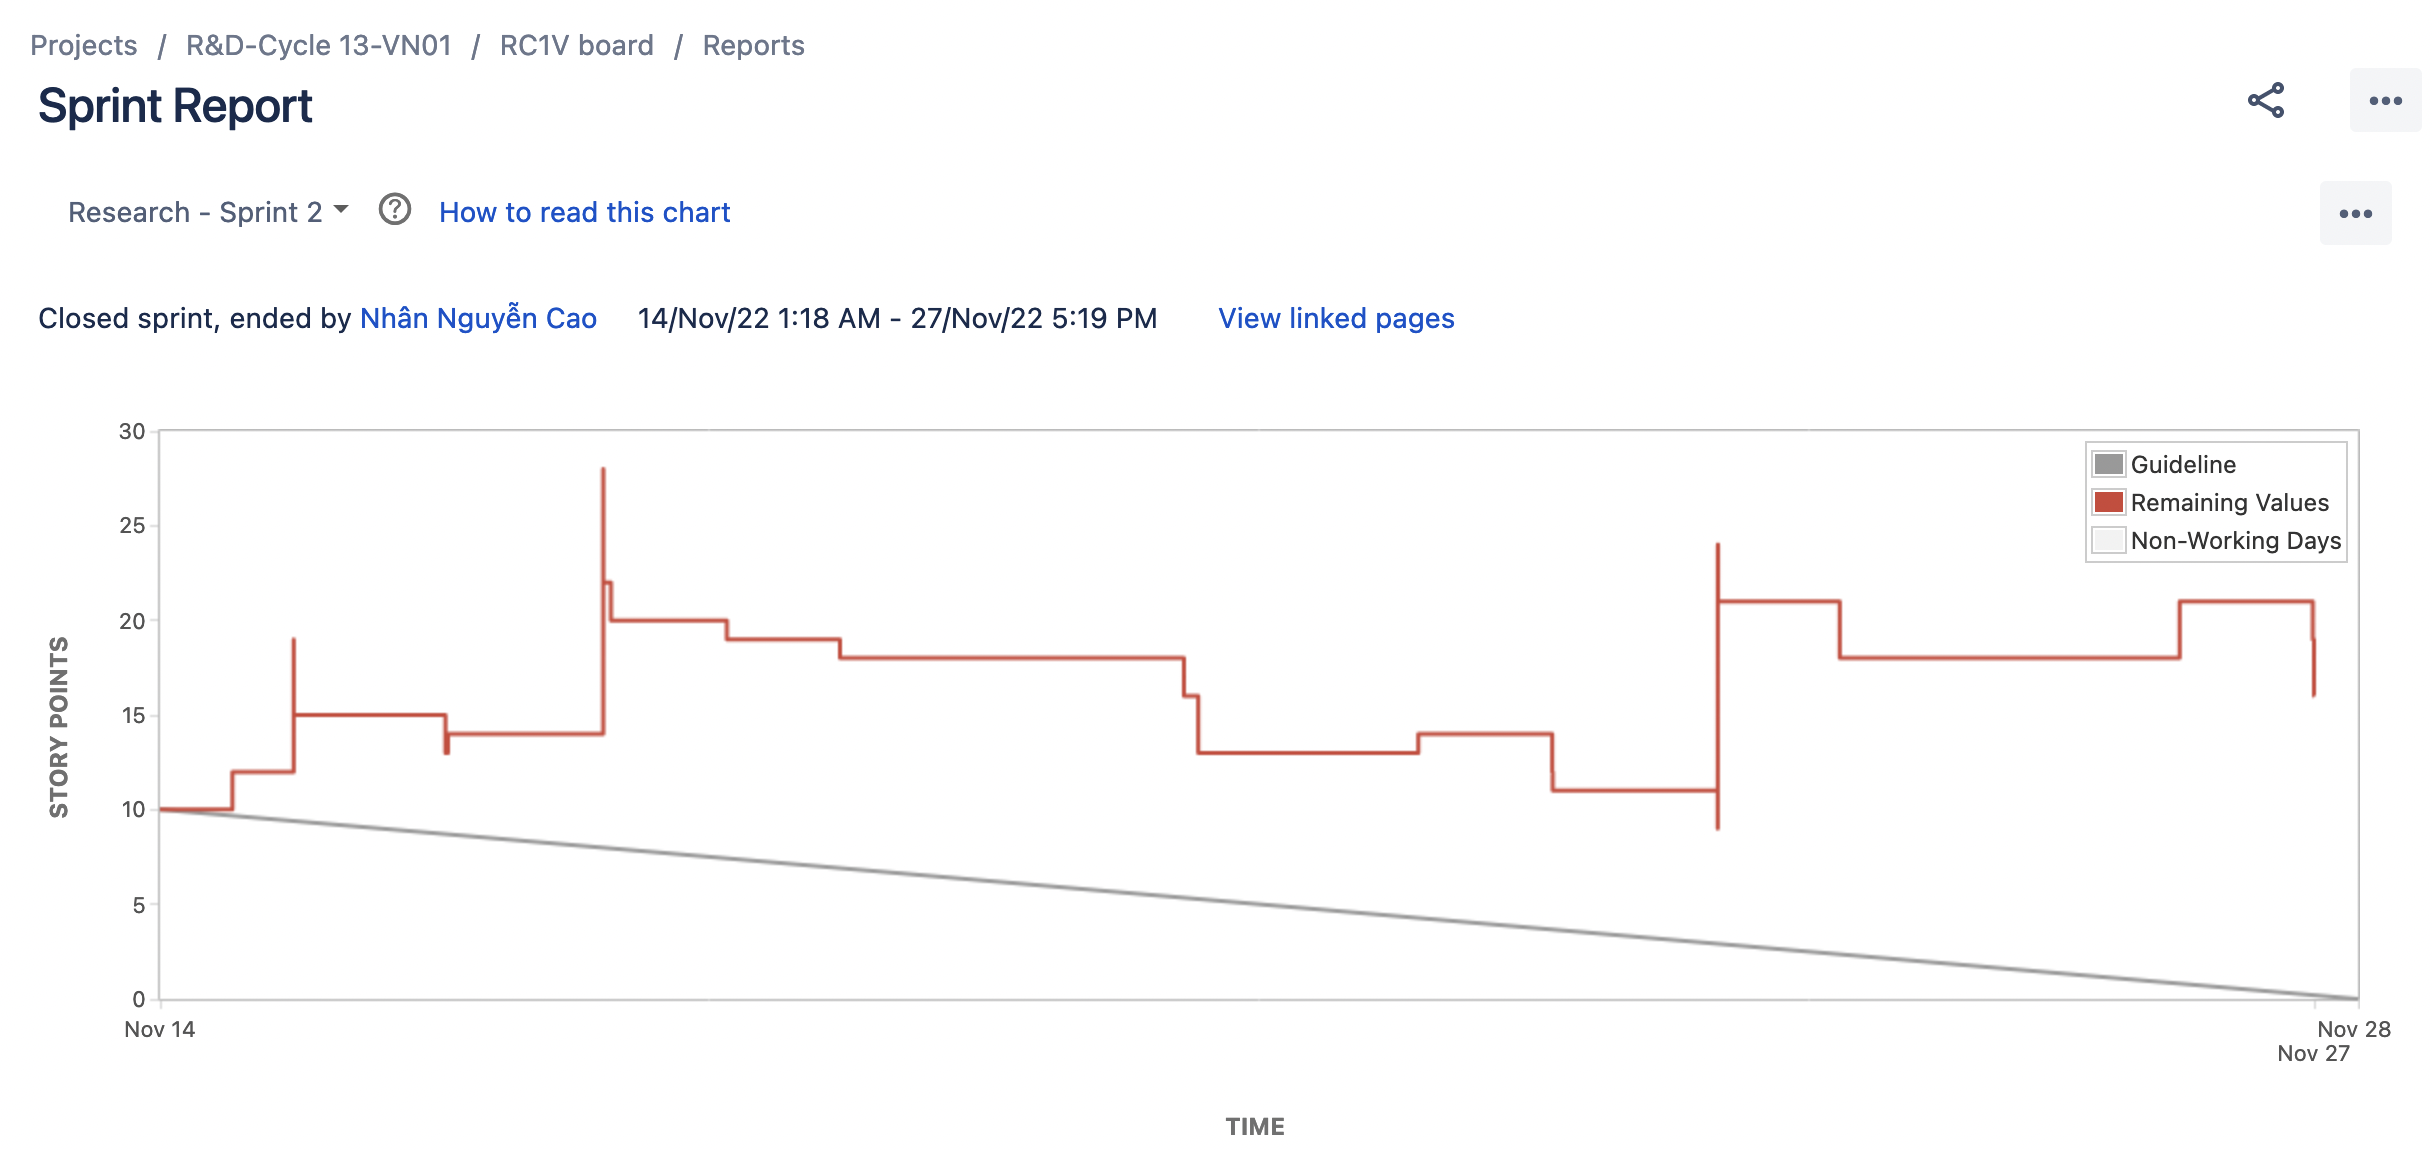 Projects / R&D-Cycle 13-VN01 / RC1V board / Reports
Sprint Report
Research - Sprint 2 How to read this chart
Closed sprint, ended by Nhân Nguyễn Cao 14/Nov/22 1:18 AM - 27/Nov/22 5:19 PM View linked pages
30
25
20
15
10
5
0
STORY POINTS
Guideline
Remaining Values
Non-Working Days
Nov 14
Nov 28
Nov 27
TIME